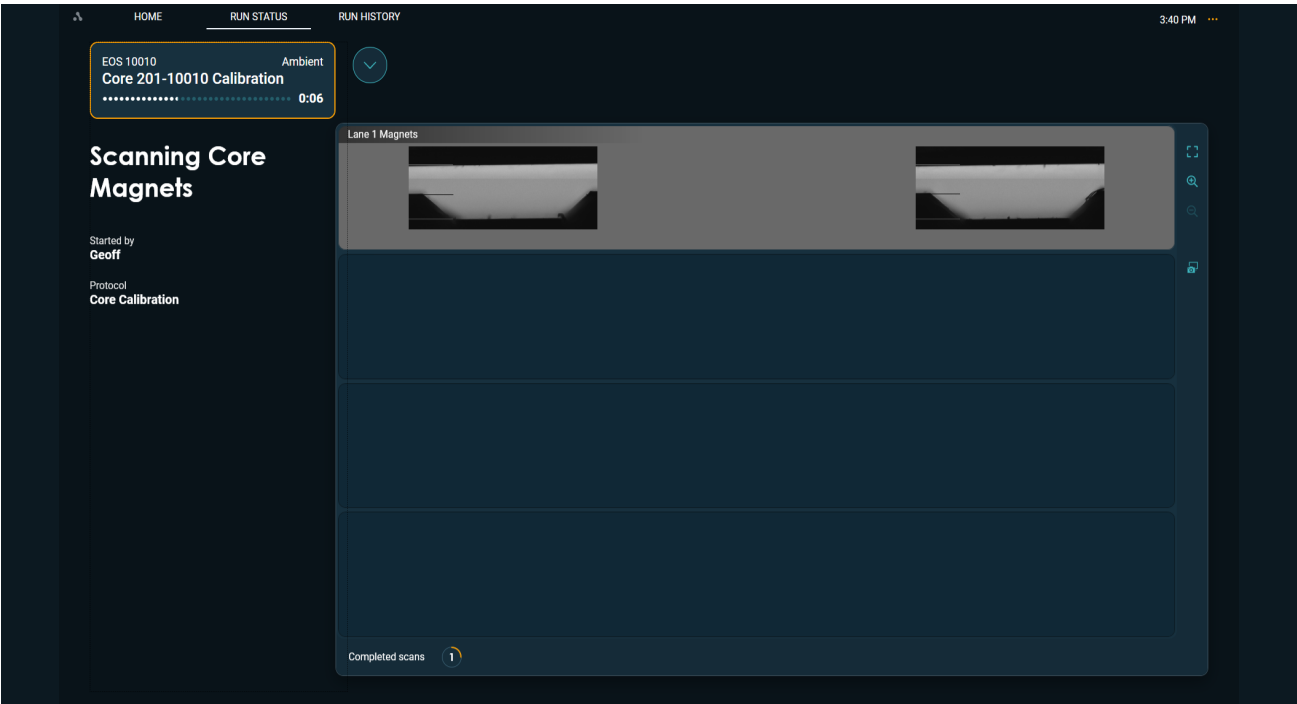 HOME
RUN STATUS
RUN HISTORY
3:40 PM
EOS 10010
Ambient
Core 201-10010 Calibration
0:06
Scanning Core
Magnets
Started by
Geoff
Protocol
Core Calibration
Lane 1 Magnets
Completed scans
1